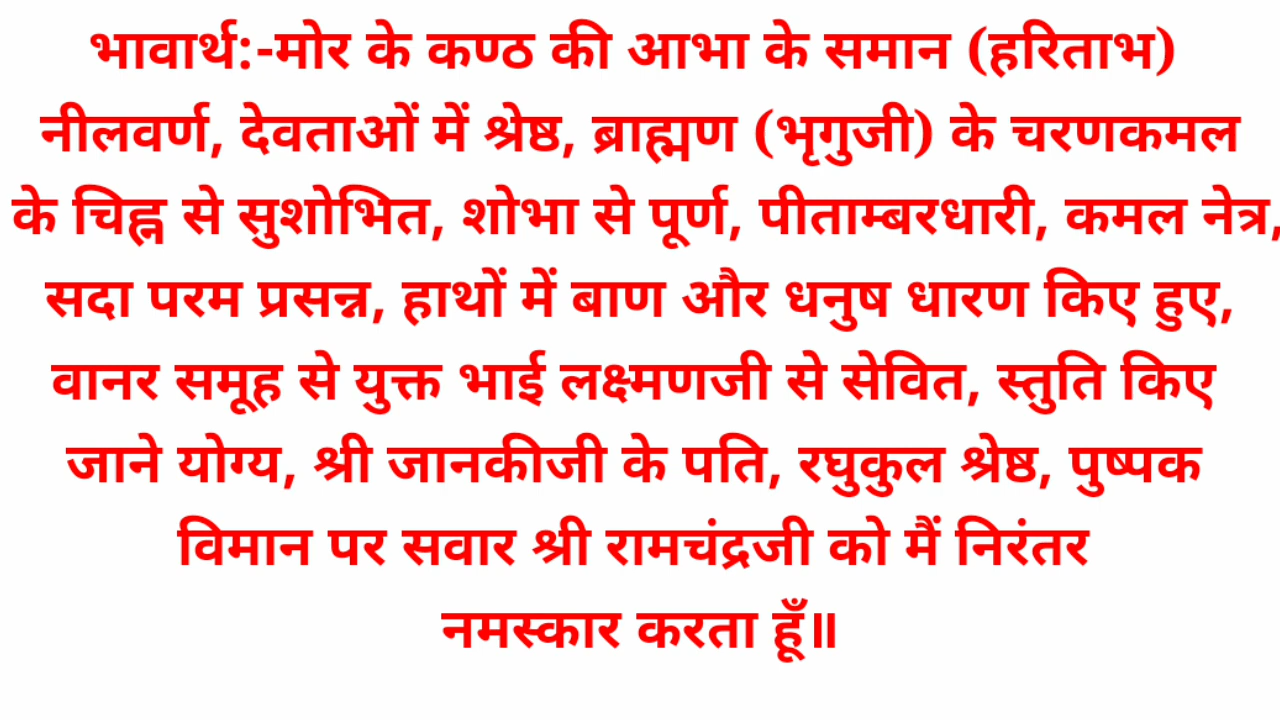 भावार्थ:-मोर के कण्ठ की आभा के समान (हरिताभ)
नीलवर्ण, देवताओं में श्रेष्ठ, ब्राह्मण (भृगुजी) के चरणकमल
के चिह्न से सुशोभित, शोभा से पूर्ण, पीताम्बरधारी, कमल नेत्र,
सदा परम प्रसन्न, हाथों में बाण और धनुष धारण किए हुए,
वानर समूह से युक्त भाई लक्ष्मणजी से सेवित, स्तुति किए
जाने योग्य, श्री जानकीजी के पति, रघुकुल श्रेष्ठ, पुष्पक
विमान पर सवार श्री रामचंद्रजी को मैं निरंतर
नमस्कार करता हूँ॥